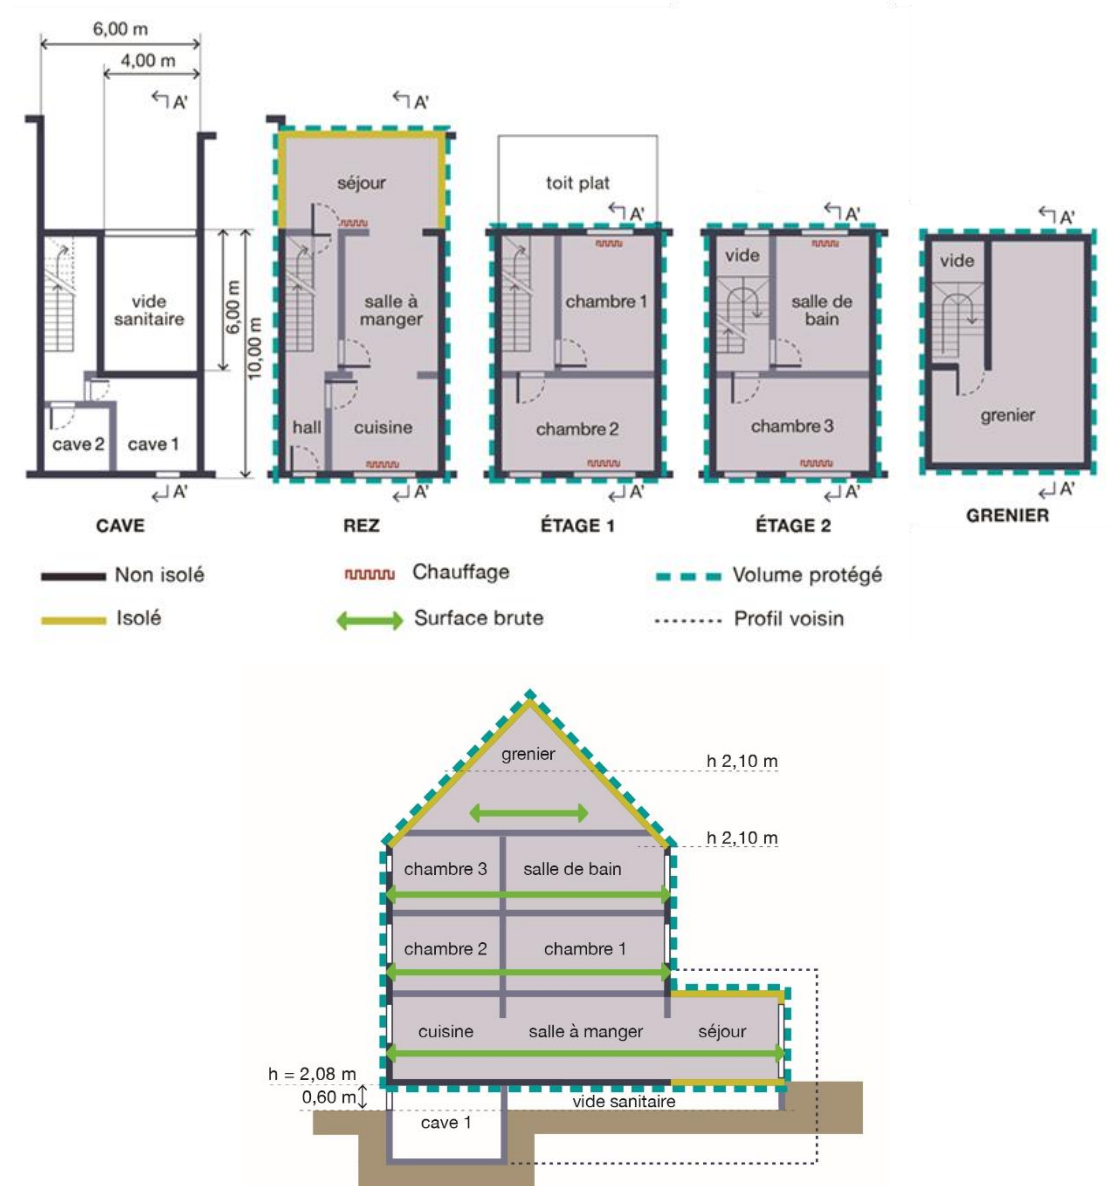 6,00 m
4,00 m
A'
A'
séjour
toit plat
A'
A'
A'
vide
sanitaire
6,00 m
10,00 m
salle à
manger
chambre 1
vide
salle de
bain
vide
cave 2
cave 1
hall
cuisine
chambre 2
chambre 3
grenier
A'
A'
A'
A'
A'
CAVE
REZ
ÉTAGE 1
ÉTAGE 2
GRENIER
Non isolé
Chauffage
Volume protégé
Isolé
Surface brute
Profil voisin
grenier
h 2,10 m
h 2,10 m
chambre 3
salle de bain
chambre 2
chambre 1
cuisine
salle à manger
séjour
h = 2,08 m
0,60 m
vide sanitaire
cave 1